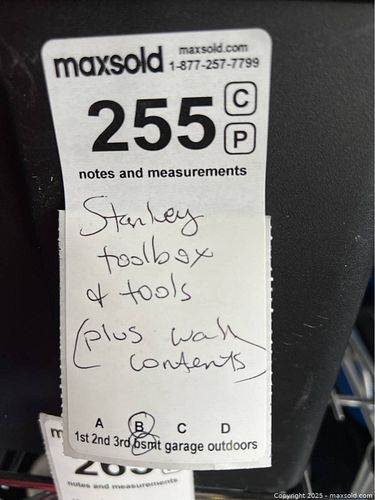 maxsold
maxsold.com
1-877-257-7799
255
C
P
notes and measurements
Stanley
toolbox
& tools
(plus wall
contents)
A B C D
1st 2nd 3rd bsmt garage outdoors
notes and measurements
Copyright 2025 - maxsold.com